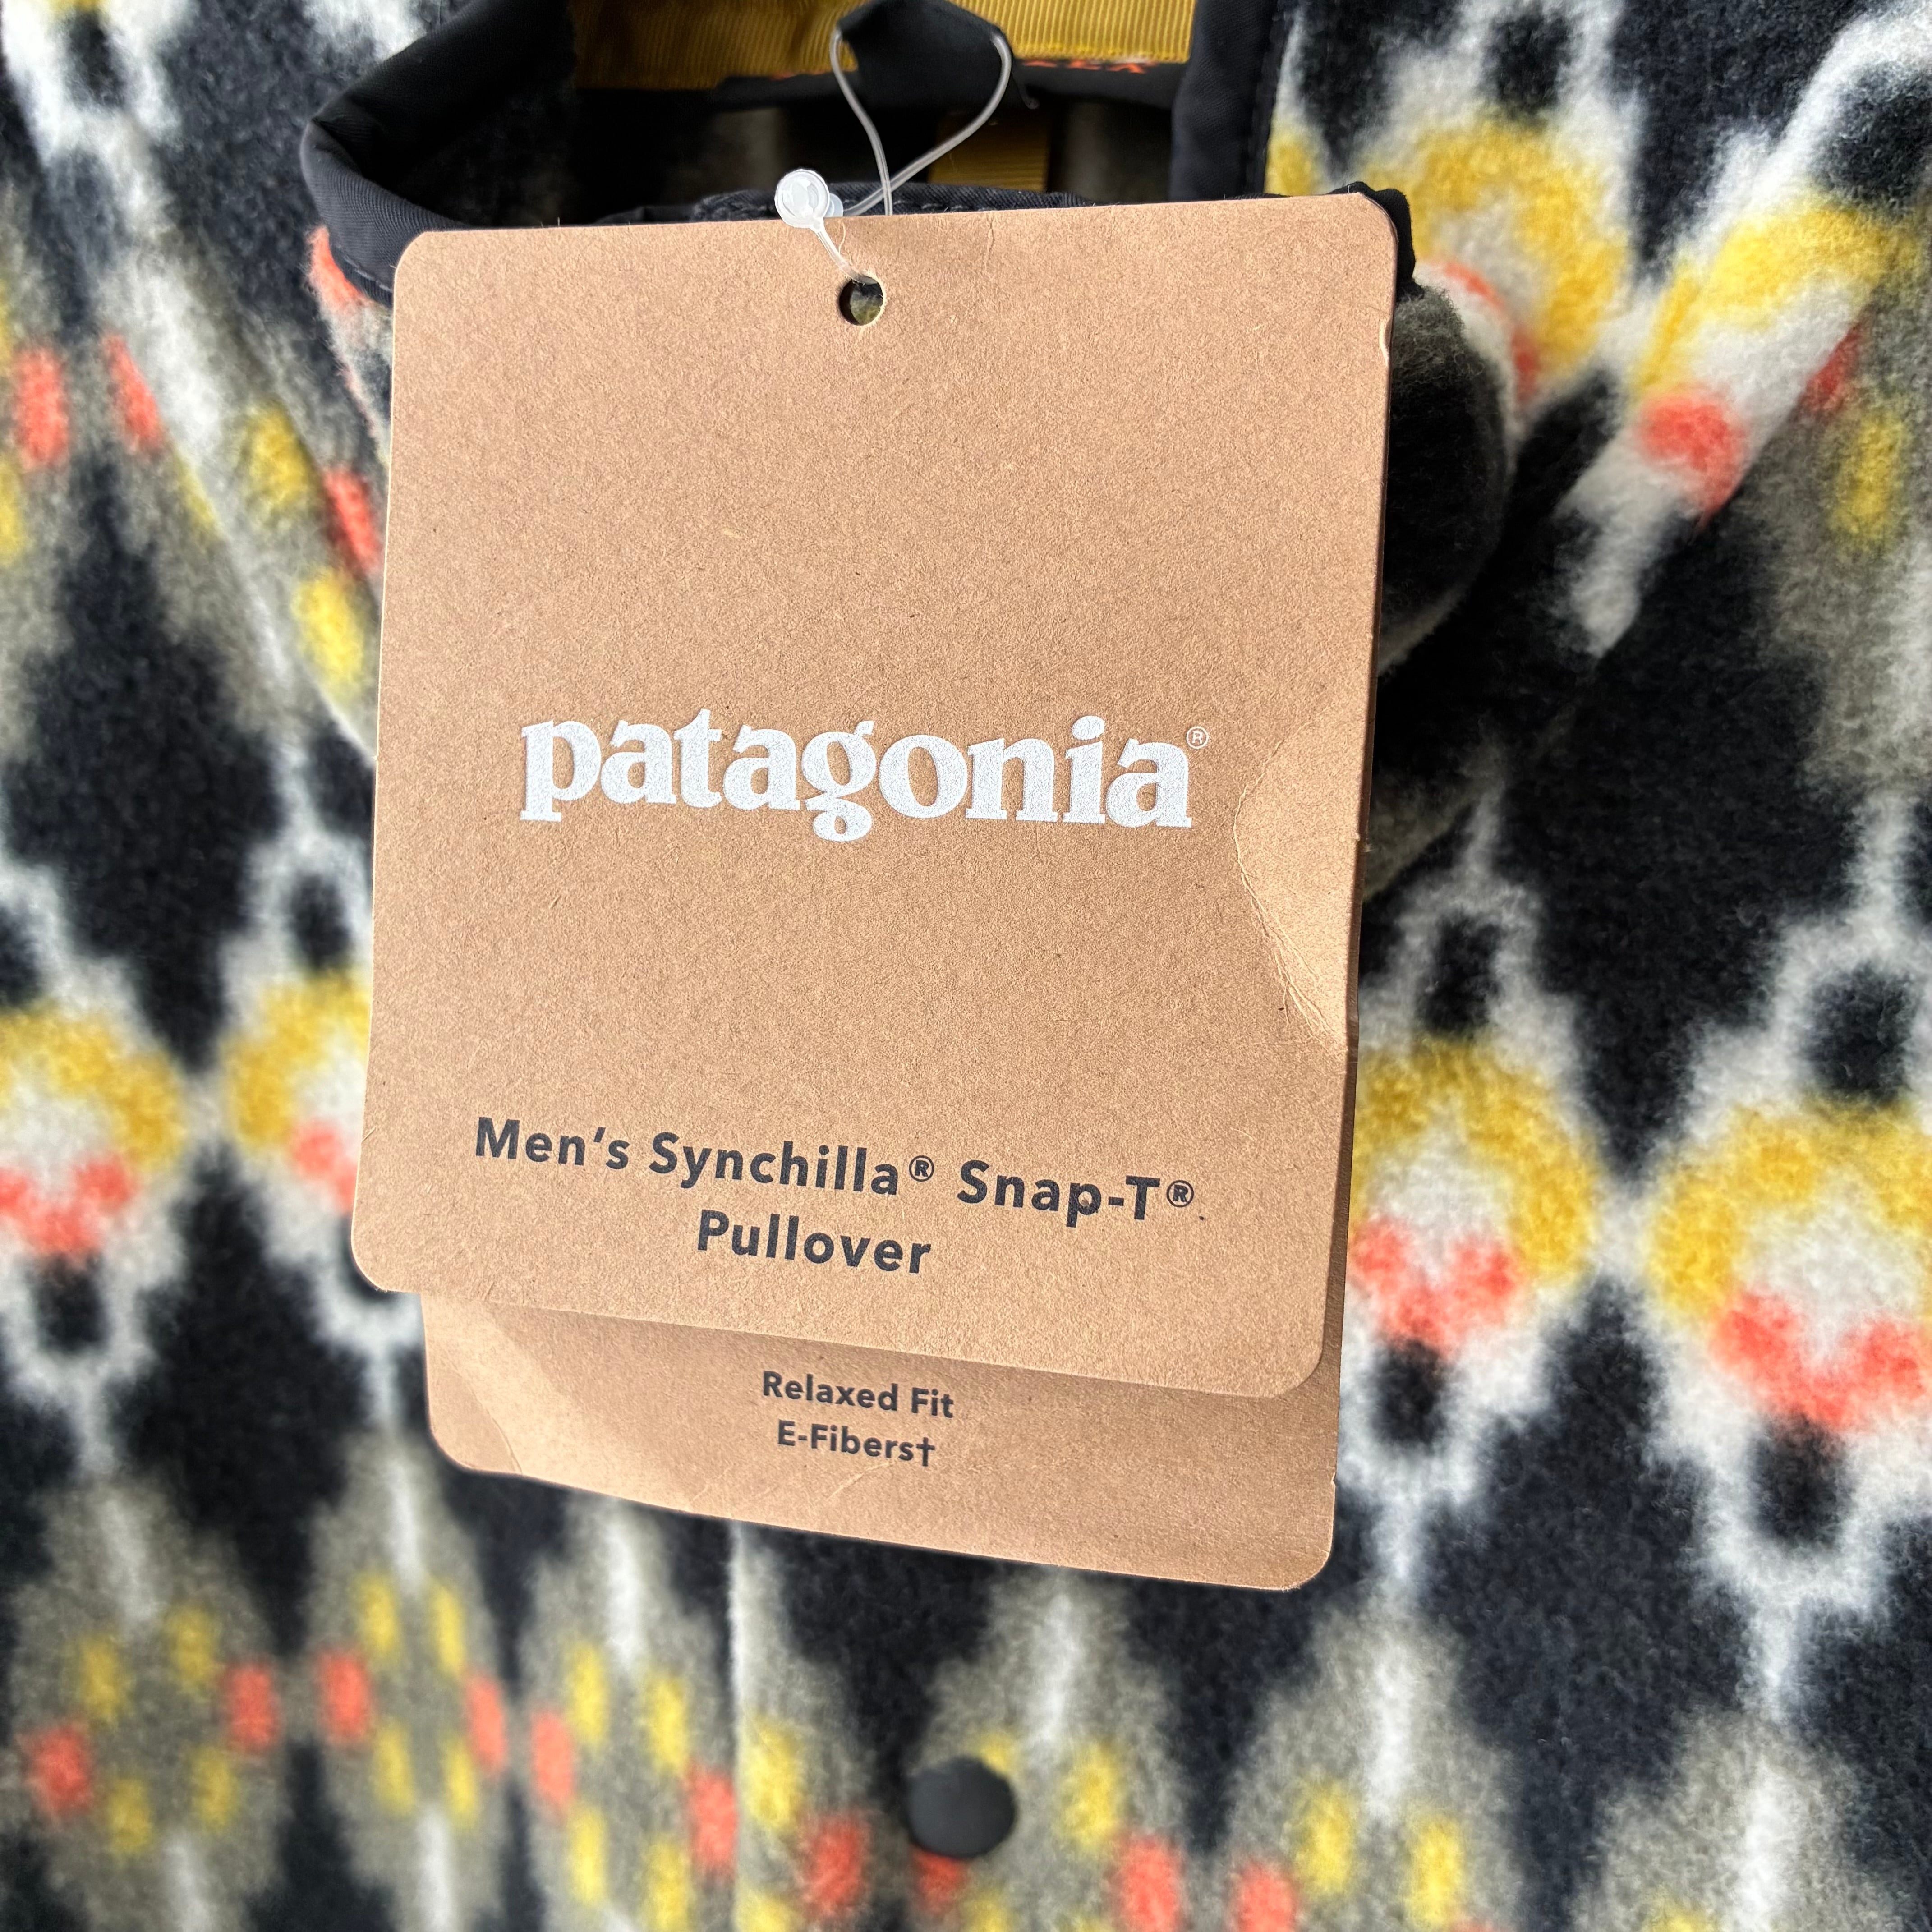 patagonia®
Men's Synchilla® Snap-T®
Pullover
Relaxed Fit
E-Fibers†